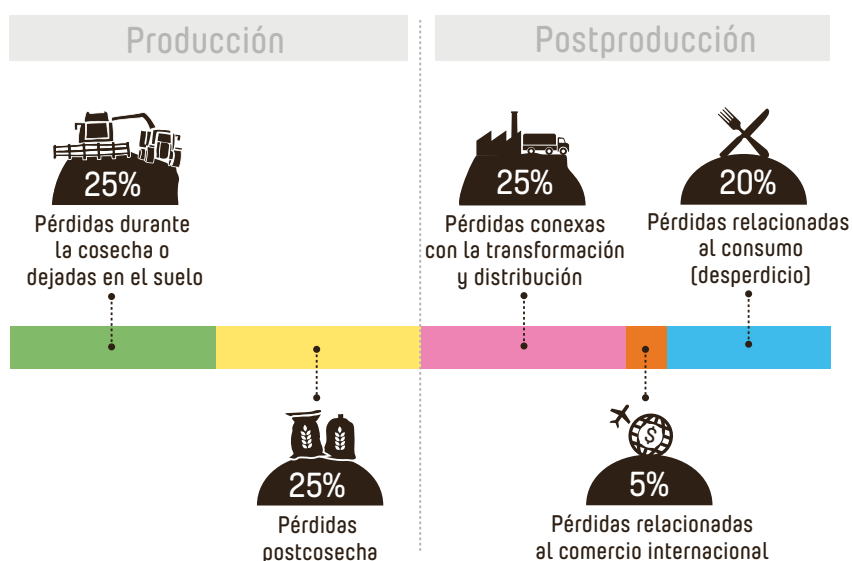 Producción
Postproducción
25%
Pérdidas durante
la cosecha o
dejadas en el suelo
25%
Pérdidas conexas
con la transformación
y distribución
20%
Pérdidas relacionadas
al consumo
(desperdicio)
25%
Pérdidas
postcosecha
$
5%
Pérdidas relacionadas
al comercio internacional